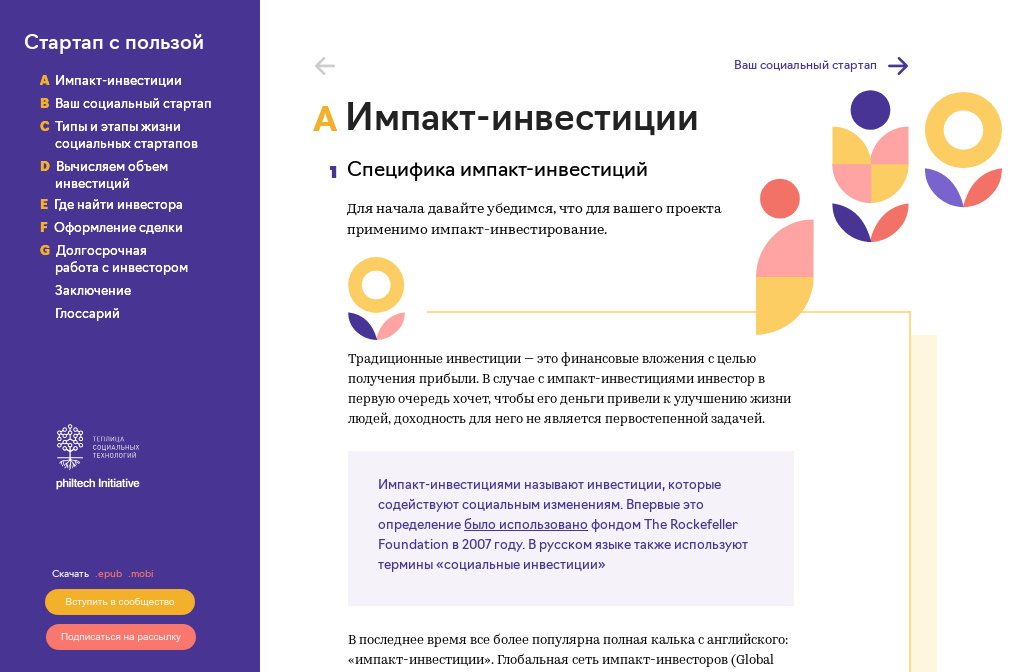 Стартап с пользой
A Импакт-инвестиции
B Ваш социальный стартап
C Типы и этапы жизни
социальных стартапов
D Вычисляем объем
инвестиций
E Где найти инвестора
F Оформление сделки
G Долгосрочная
работа с инвестором
Заключение
Глоссарий
ТЕПЛИЦА
СОЦИАЛЬНЫХ
ТЕХНОЛОГИЙ
philtech Initiative
Скачать .epub .mobi
Вступить в сообщество
Подписаться на рассылку
Ваш социальный стартап
A Импакт-инвестиции
1 Специфика импакт-инвестиций
Для начала давайте убедимся, что для вашего проекта
применимо импакт-инвестирование.
Традиционные инвестиции — это финансовые вложения с целью
получения прибыли. В случае с импакт-инвестициями инвестор в
первую очередь хочет, чтобы его деньги привели к улучшению жизни
людей, доходность для него не является первостепенной задачей.
Импакт-инвестициями называют инвестиции, которые
содействуют социальным изменениям. Впервые это
определение было использовано фондом The Rockefeller
Foundation в 2007 году. В русском языке также используют
термины «социальные инвестиции»
В последнее время все более популярна полная калька с английского:
«импакт-инвестиции». Глобальная сеть импакт-инвесторов (Global